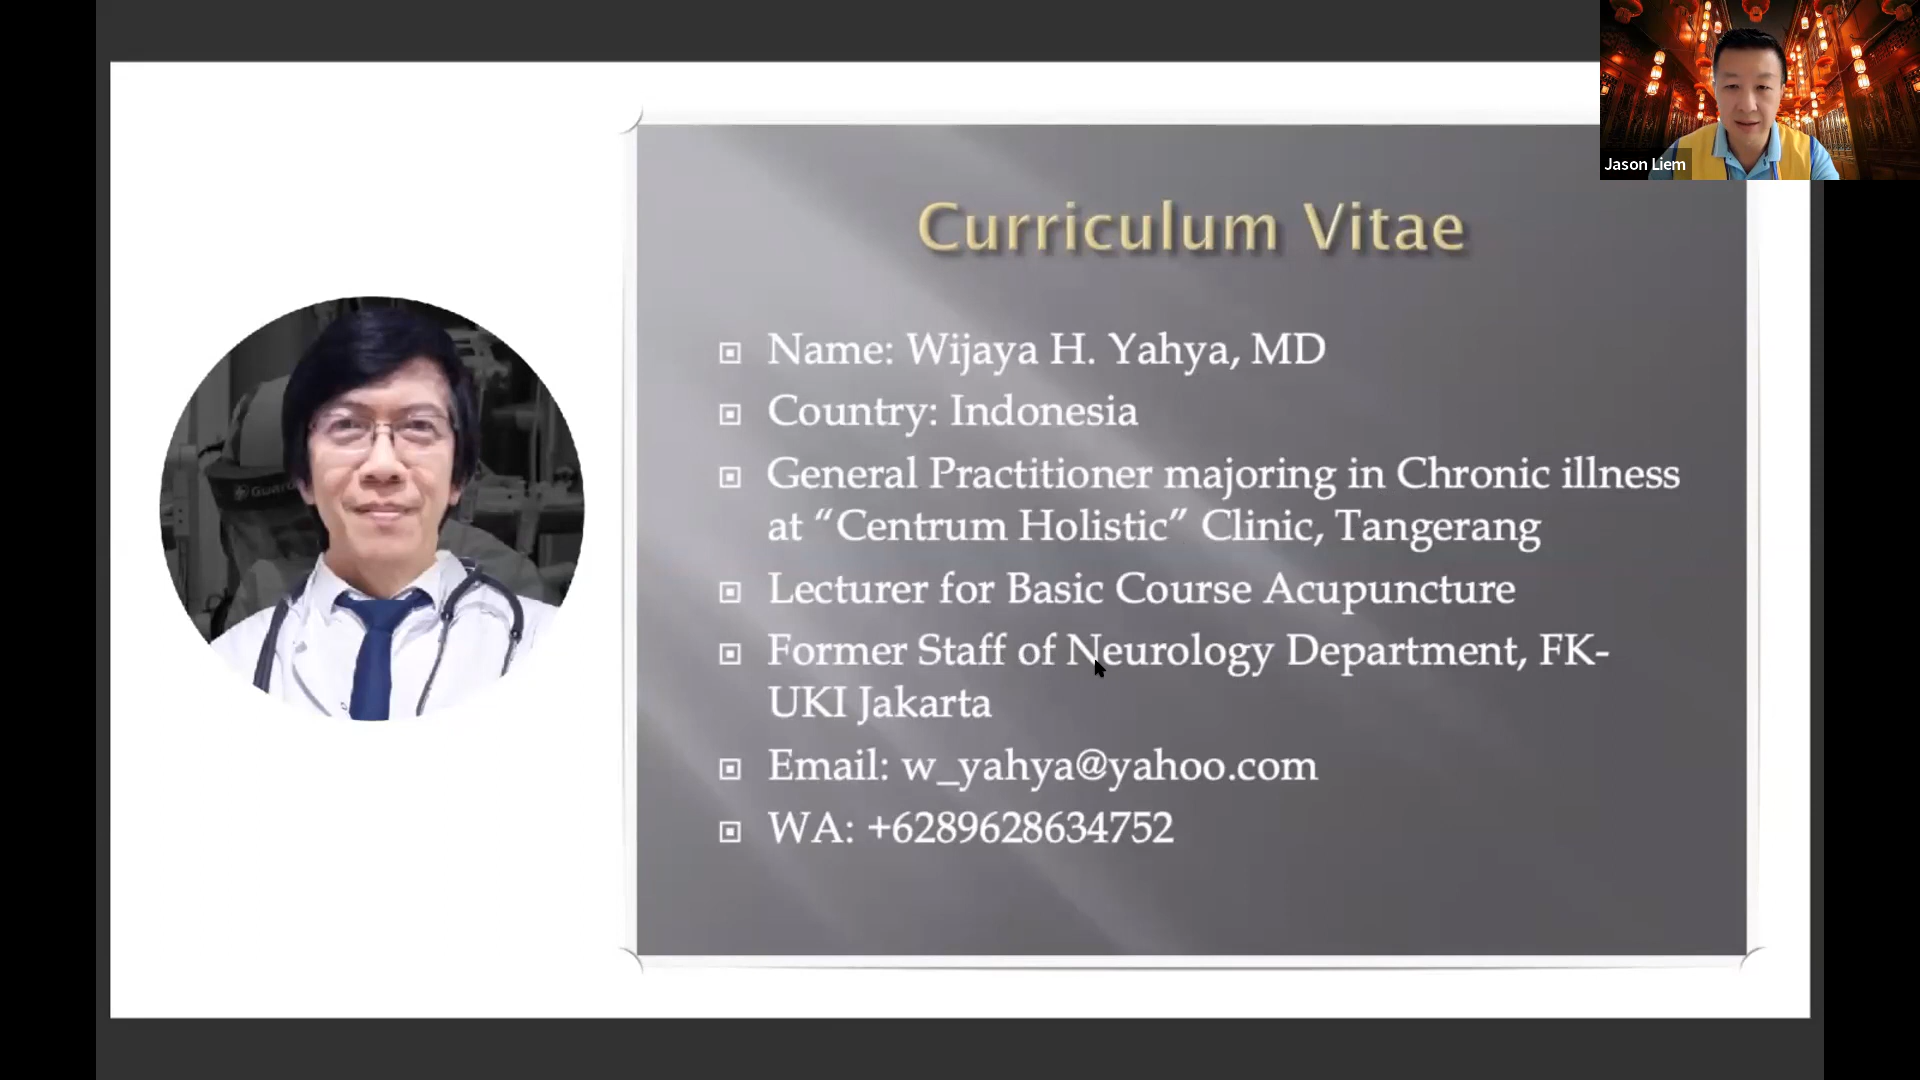 Jason Liem
Curriculum Vitae
Name: Wijaya H. Yahya, MD
Country: Indonesia
General Practitioner majoring in Chronic illness
at “Centrum Holistic” Clinic, Tangerang
Lecturer for Basic Course Acupuncture
Former Staff of Neurology Department, FK-
UKI Jakarta
Email: w_yahya@yahoo.com
WA: +6289628634752